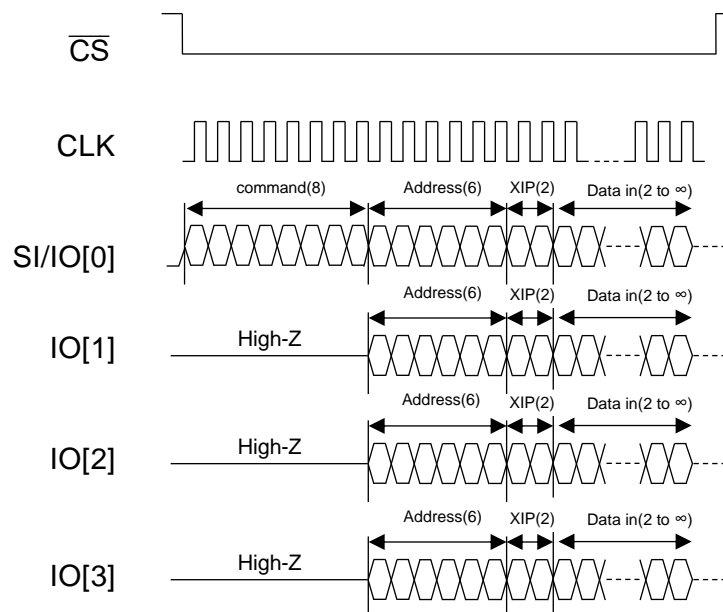 CS
CLK
command(8) Address(6) XIP(2) Data in(2 to ∞)
SI/IO[0]
Address(6) XIP(2) Data in(2 to ∞)
High-Z
IO[1]
Address(6) XIP(2) Data in(2 to ∞)
High-Z
IO[2]
Address(6) XIP(2) Data in(2 to ∞)
High-Z
IO[3]